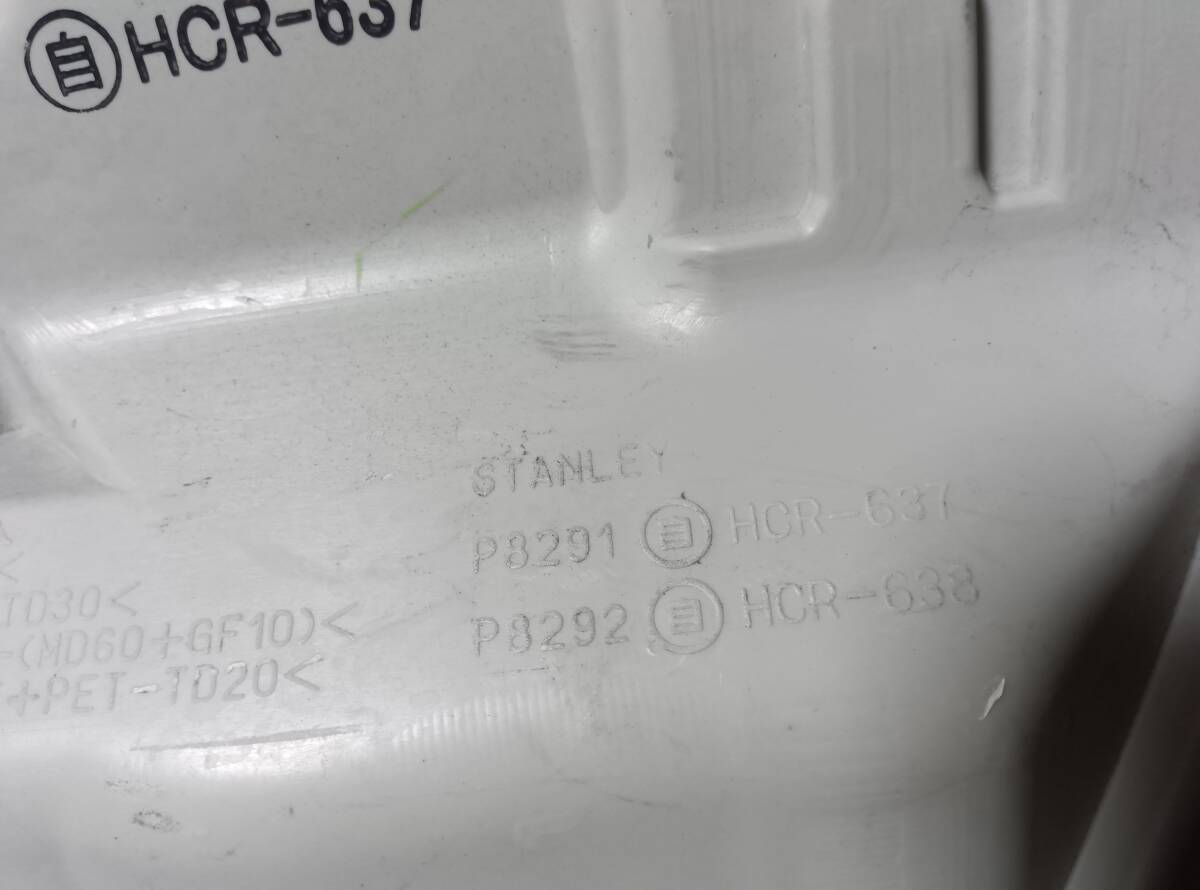 自 HCR-637
STANLEY
P8291 自 HCR-637
P8292 自 HCR-638
TD30<
-(MD60+GF10)<
+PET-TD20<